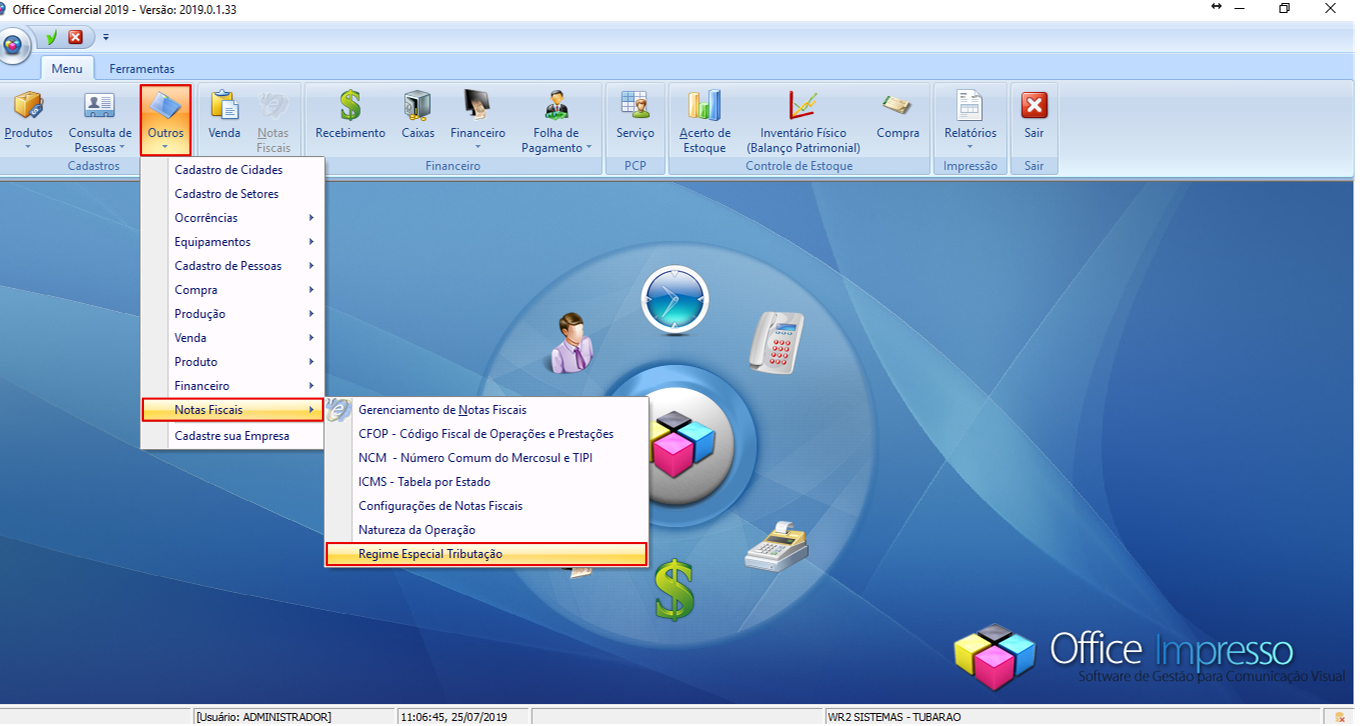 Office Comercial 2019 - Versão: 2019.0.1.33
Menu
Ferramentas
Produtos
Consulta de
Pessoas
Outros
Cadastros
Venda
Notas
Fiscais
Recebimento
Caixas
Financeiro
Folha de
Pagamento
Financeiro
Serviço
PCP
Acerto de
Estoque
Inventário Físico
(Balanço Patrimonial)
Compra
Controle de Estoque
Relatórios
Impressão
Sair
Sair
Cadastro de Cidades
Cadastro de Setores
Ocorrências
Equipamentos
Cadastro de Pessoas
Compra
Produção
Venda
Produto
Financeiro
Notas Fiscais
Cadastre sua Empresa
Gerenciamento de Notas Fiscais
CFOP - Código Fiscal de Operações e Prestações
NCM - Número Comum do Mercosul e TIPI
ICMS - Tabela por Estado
Configurações de Notas Fiscais
Natureza da Operação
Regime Especial Tributação
Office Impresso
Software de Gestão para Comunicação Visual
[Usuário: ADMINISTRADOR]
11:06:45, 25/07/2019
WR2 SISTEMAS - TUBARAO